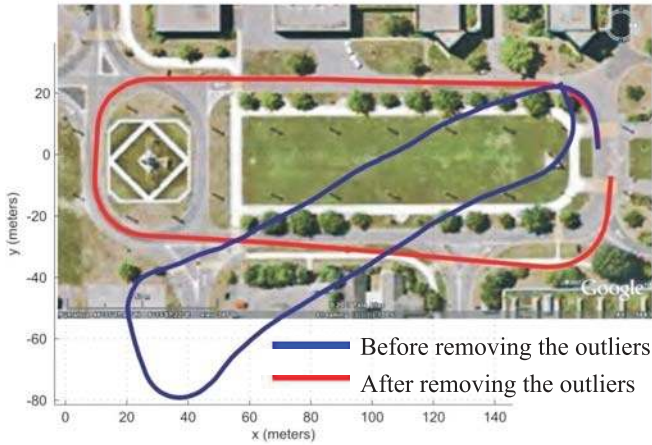 20
0
-20
-40
-60
-80
y (meters)
Google
Before removing the outliers
After removing the outliers
0 20 40 60 80 100 120 140
x (meters)